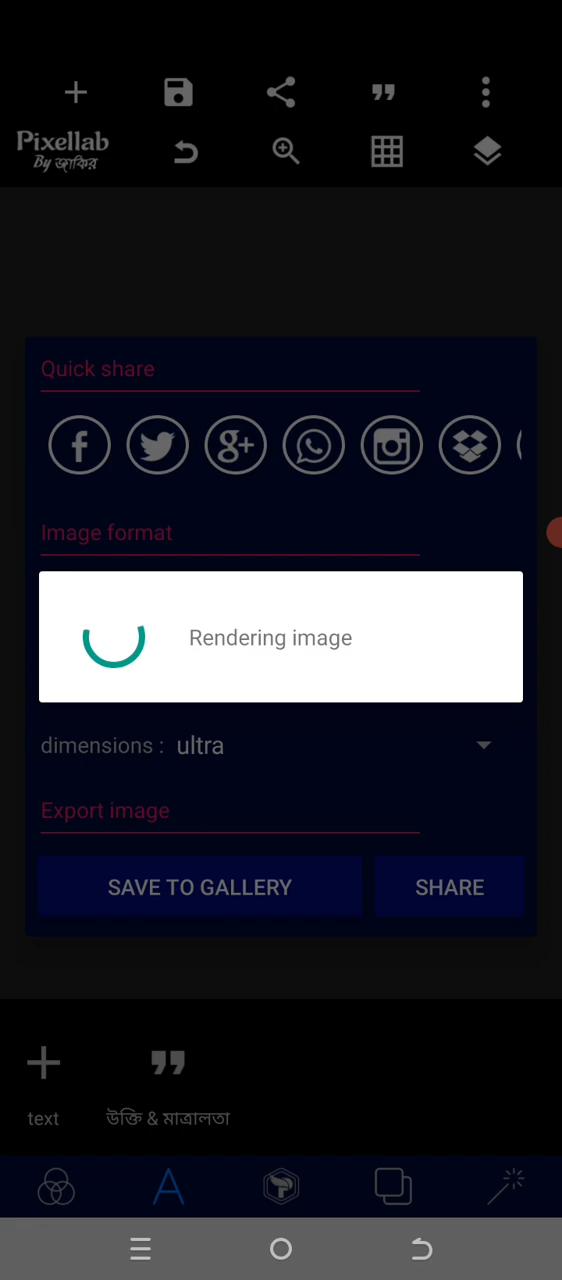 Pixellab
By জাকির
Quick share
Image format
Rendering image
dimensions : ultra
Export image
SAVE TO GALLERY
SHARE
text
উক্তি & মাত্রালতা